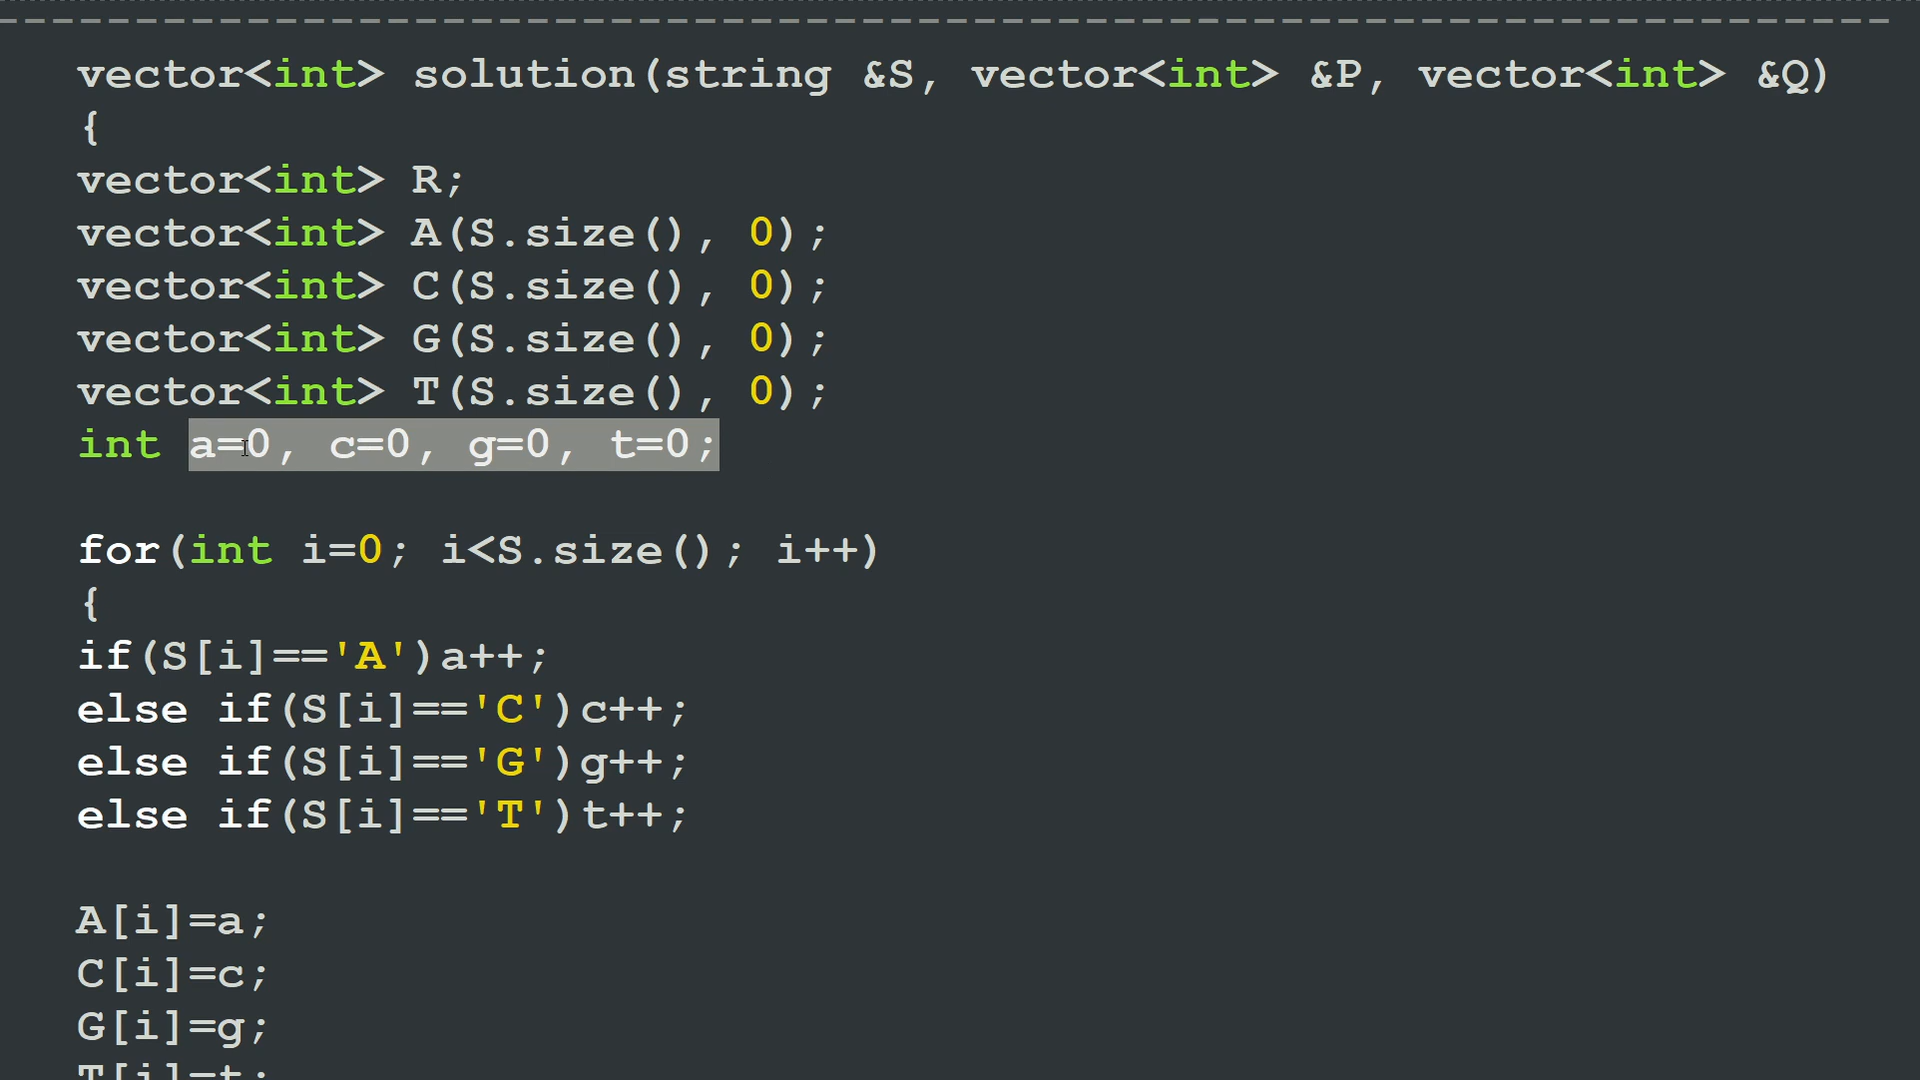 vector<int> solution(string &S, vector<int> &P, vector<int> &Q)
{
vector<int> R;
vector<int> A(S.size(), 0);
vector<int> C(S.size(), 0);
vector<int> G(S.size(), 0);
vector<int> T(S.size(), 0);
int a=0, c=0, g=0, t=0;
for(int i=0; i<S.size(); i++)
{
if(S[i]=='A')a++;
else if(S[i]=='C')c++;
else if(S[i]=='G')g++;
else if(S[i]=='T')t++;
A[i]=a;
C[i]=c;
G[i]=g;
T[i]=t;